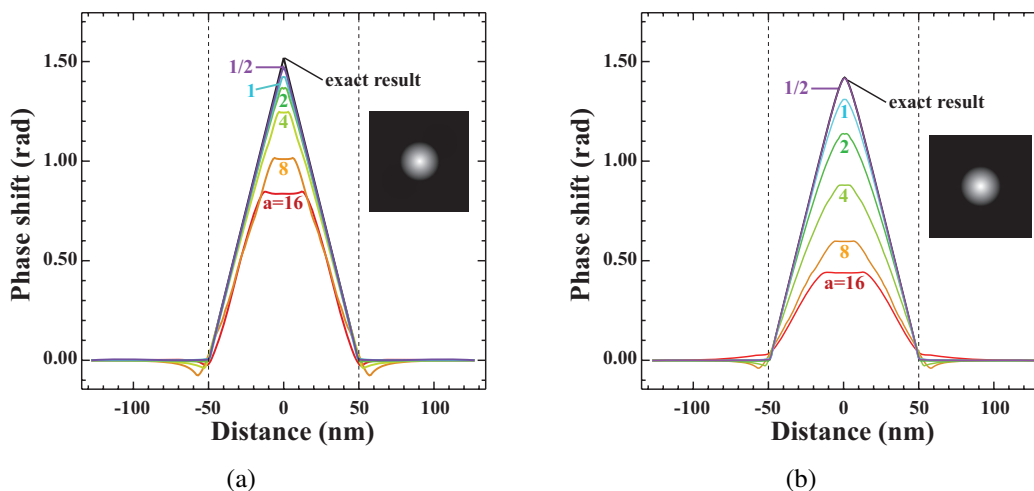 1.50
1.00
0.50
0.00
Phase shift (rad)
-100 -50 0 50 100
Distance (nm)
1/2
exact result
1
2
4
8
a=16
(a)
1.50
1.00
0.50
0.00
Phase shift (rad)
-100 -50 0 50 100
Distance (nm)
1/2
exact result
1
2
4
8
a=16
(b)